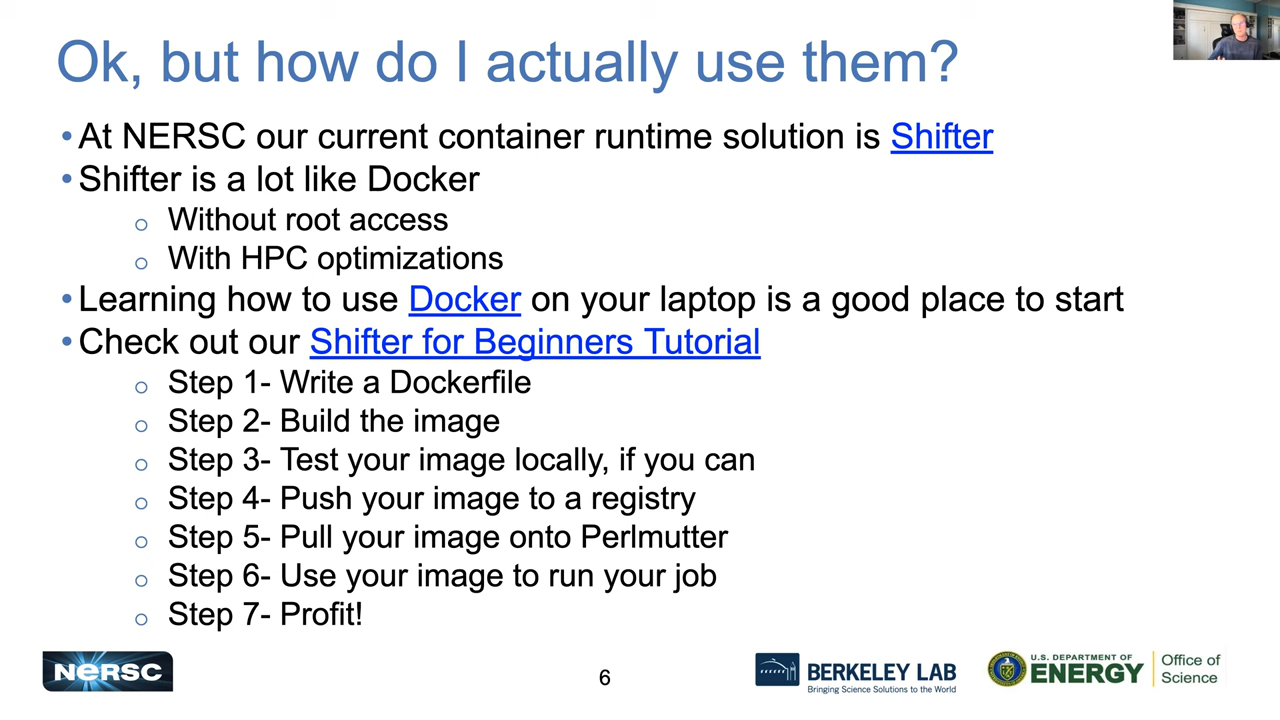 Ok, but how do I actually use them?
• At NERSC our current container runtime solution is Shifter
• Shifter is a lot like Docker
o Without root access
o With HPC optimizations
• Learning how to use Docker on your laptop is a good place to start
• Check out our Shifter for Beginners Tutorial
o Step 1- Write a Dockerfile
o Step 2- Build the image
o Step 3- Test your image locally, if you can
o Step 4- Push your image to a registry
o Step 5- Pull your image onto Perlmutter
o Step 6- Use your image to run your job
o Step 7- Profit!
NERSC
6
BERKELEY LAB
Bringing Science Solutions to the World
U.S. DEPARTMENT OF
ENERGY
Office of
Science